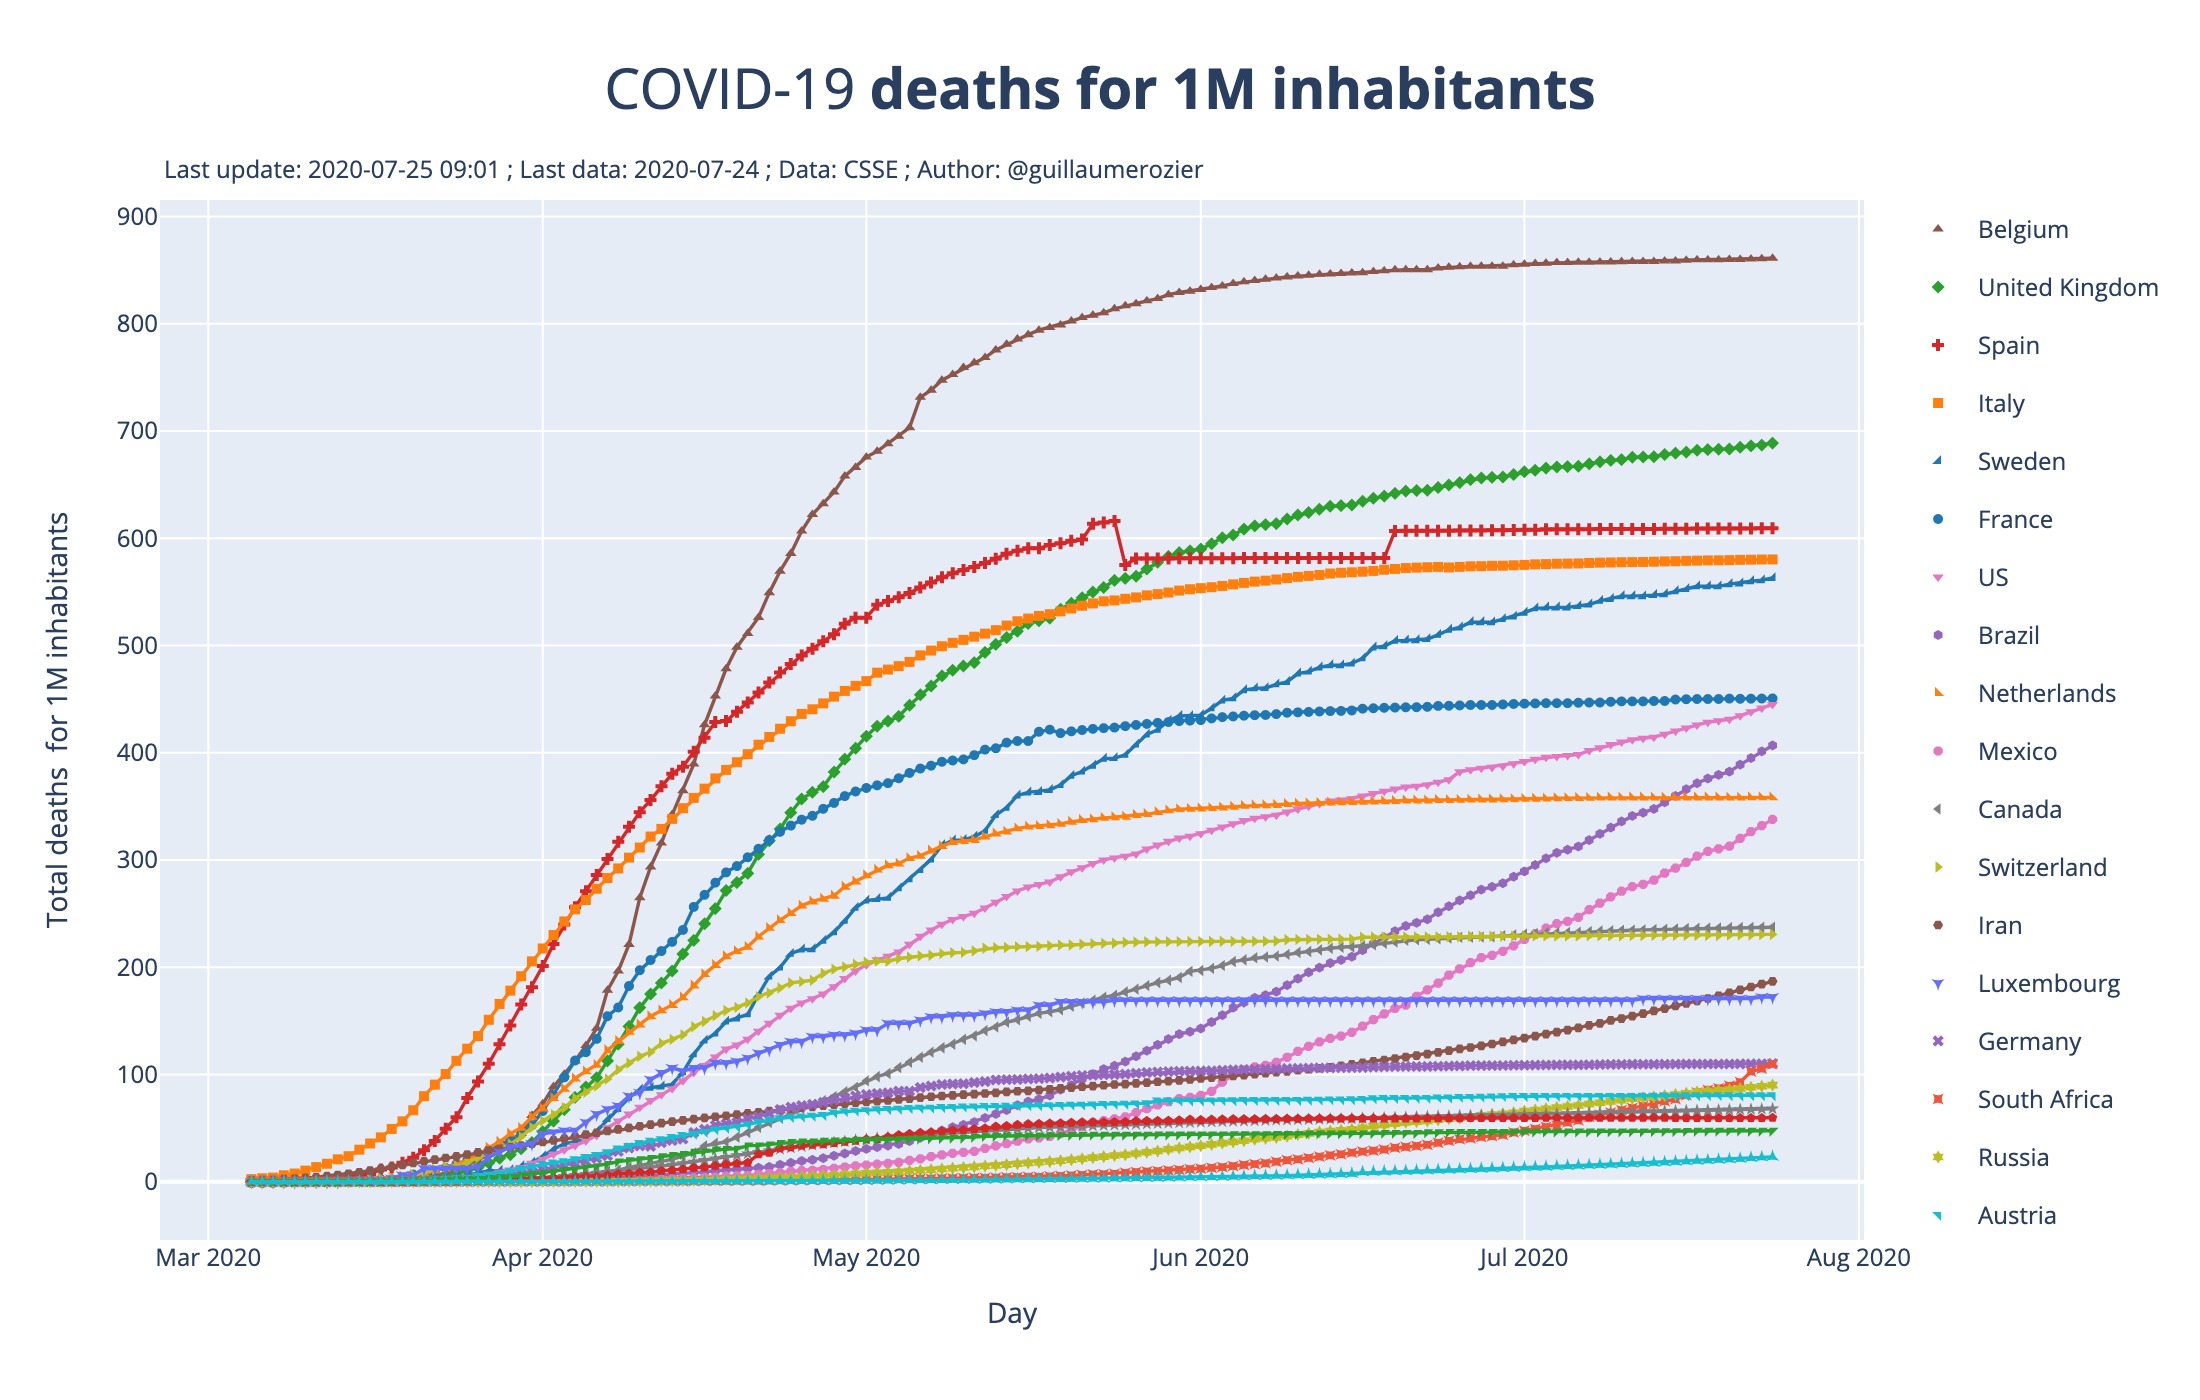 COVID-19 deaths for 1M inhabitants
Last update: 2020-07-25 09:01 ; Last data: 2020-07-24 ; Data: CSSE ; Author: @guillaumerozier
Total deaths for 1M inhabitants
900
800
700
600
500
400
300
200
100
0
Mar 2020
Apr 2020
May 2020
Jun 2020
Jul 2020
Aug 2020
Day
Belgium
United Kingdom
Spain
Italy
Sweden
France
US
Brazil
Netherlands
Mexico
Canada
Switzerland
Iran
Luxembourg
Germany
South Africa
Russia
Austria